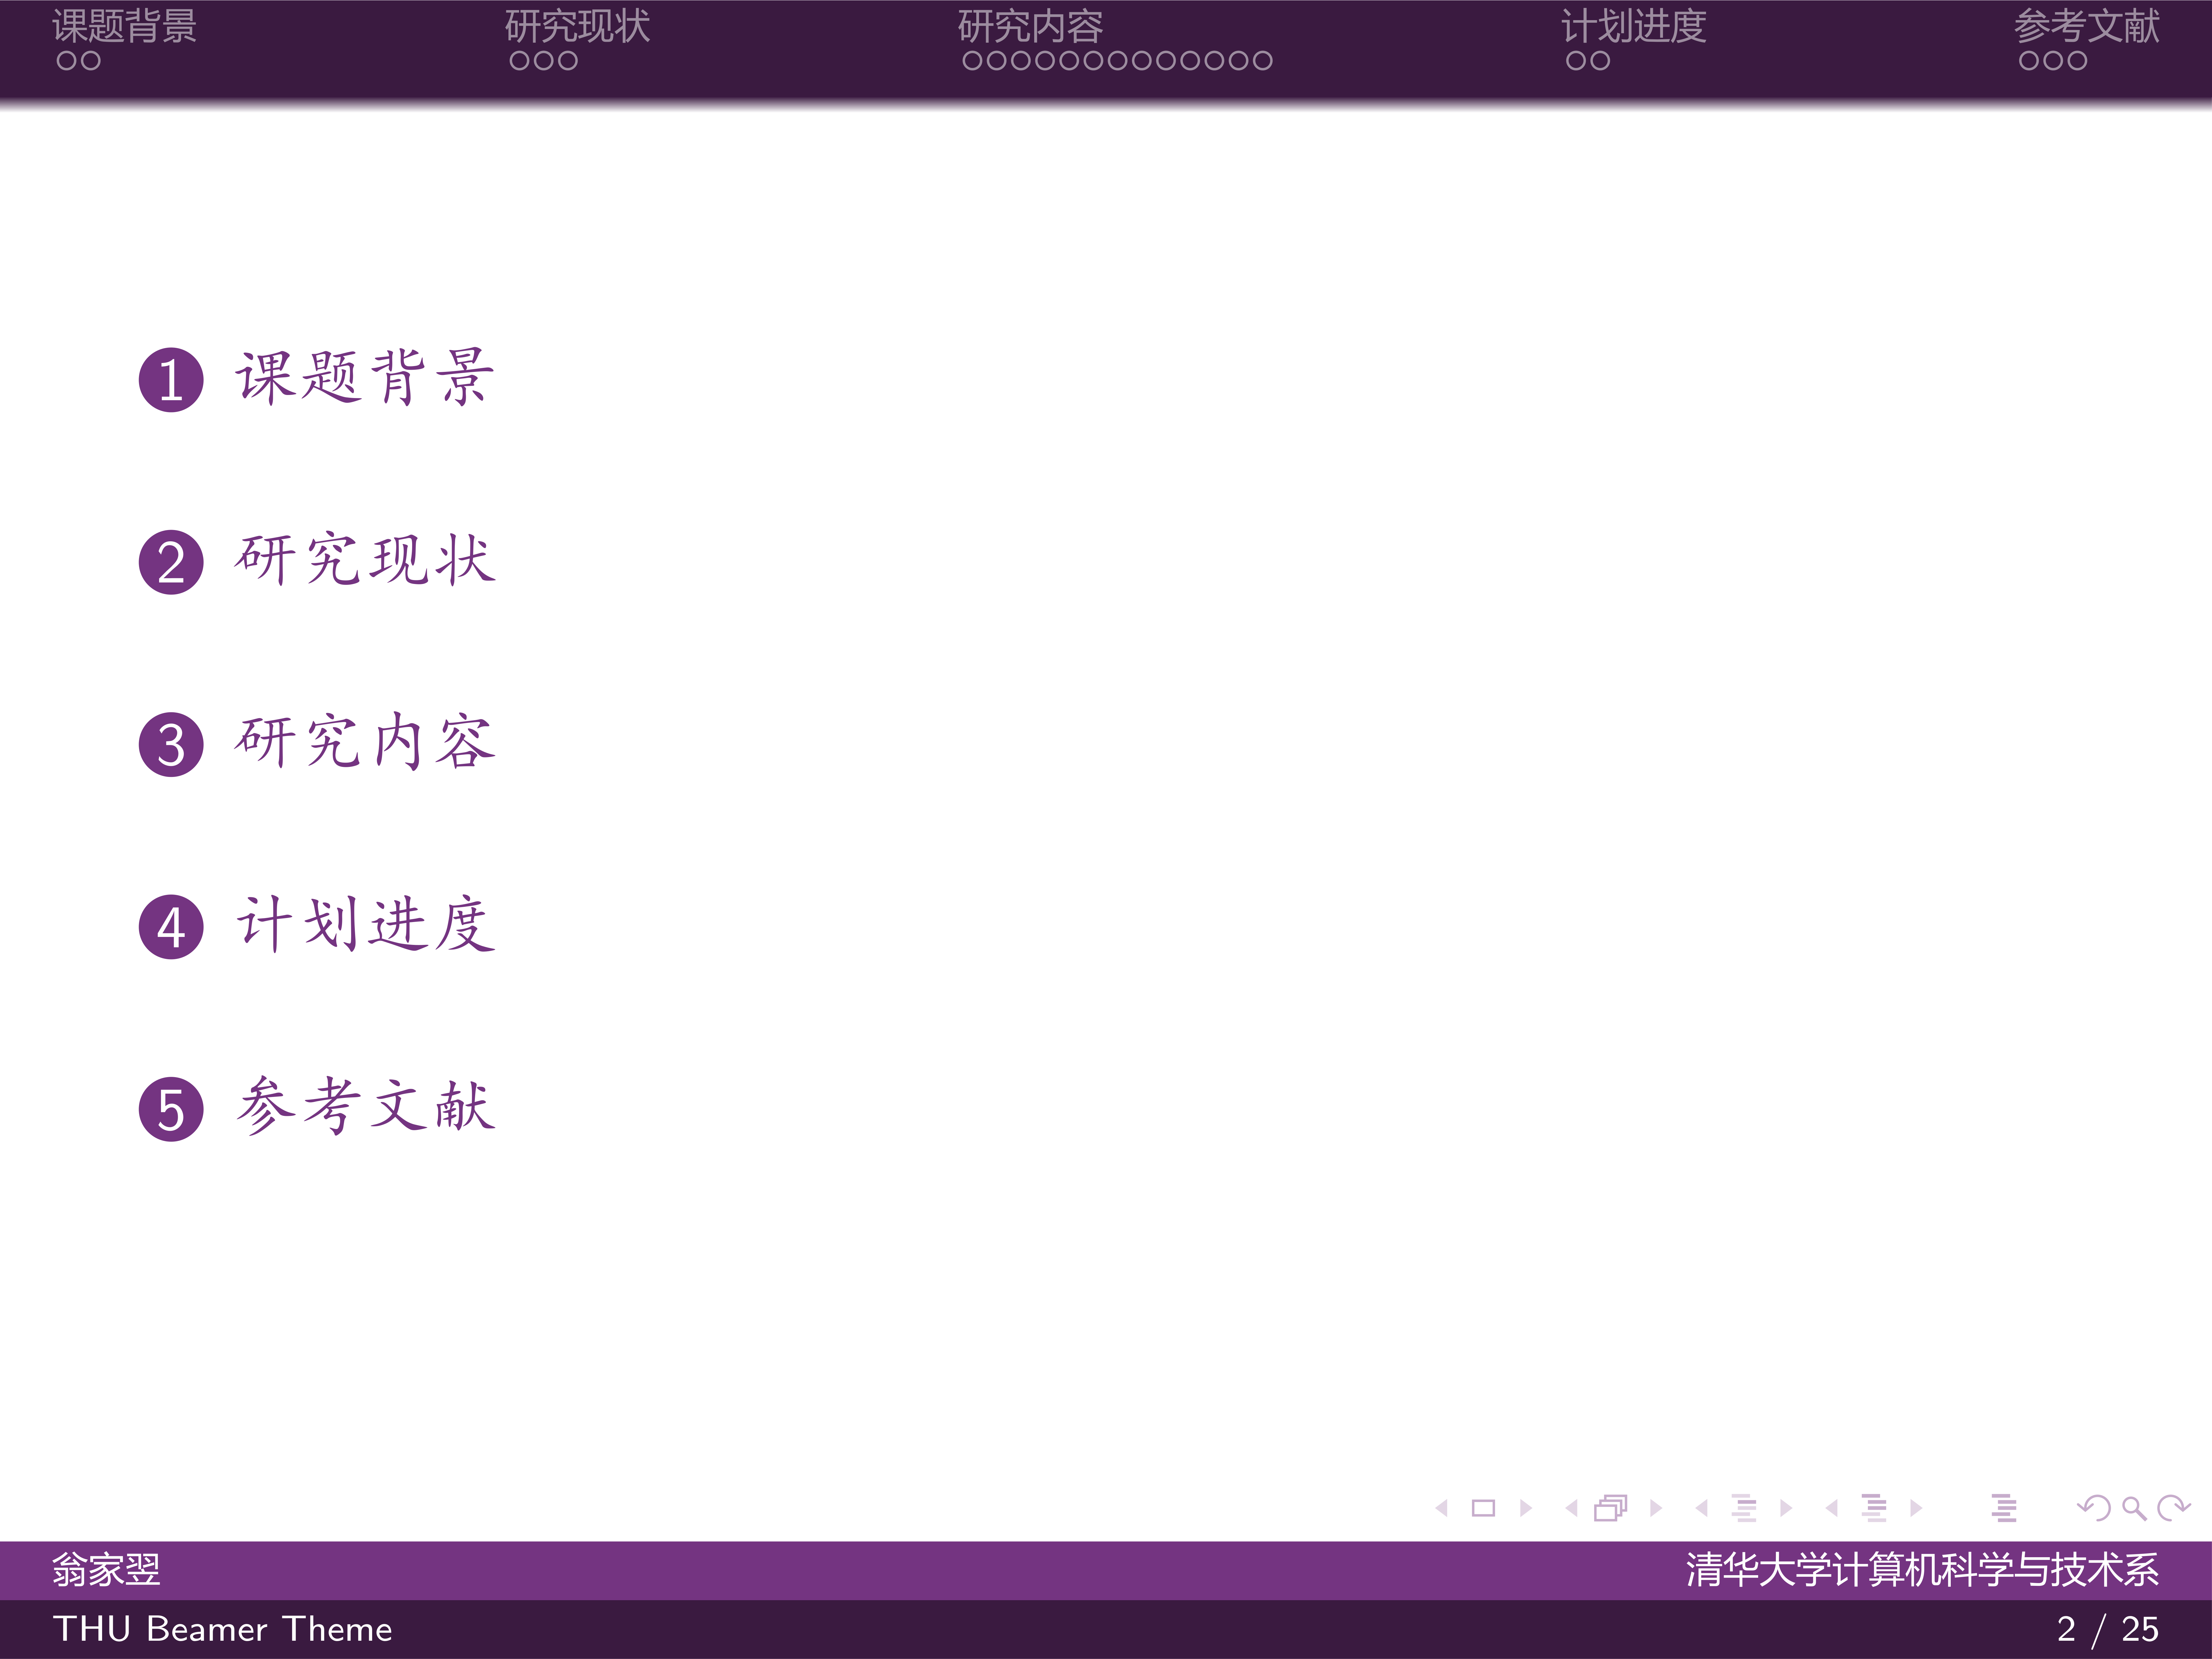 课题背景 研究现状 研究内容 计划进度 参考文献
1 课题背景
2 研究现状
3 研究内容
4 计划进度
5 参考文献
翁家翌 清华大学计算机科学与技术系
THU Beamer Theme 2 / 25